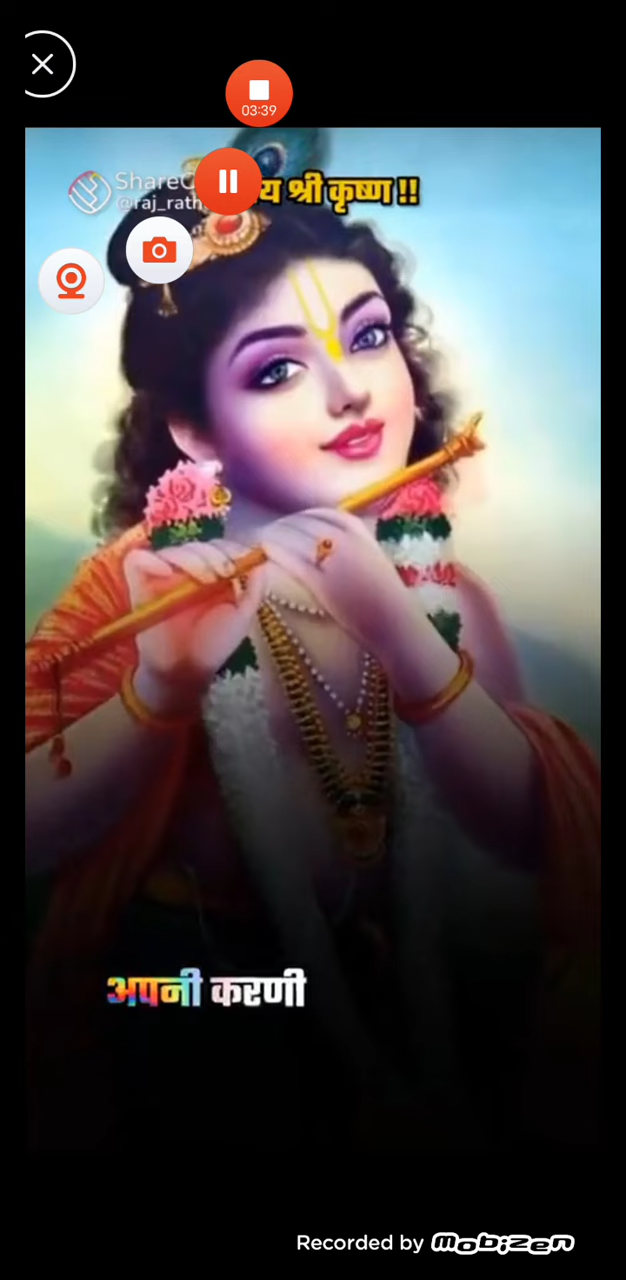 03:39
ShareC
@raj_rath
य श्री कृष्ण !!
अपनी करणी
Recorded by mobizen